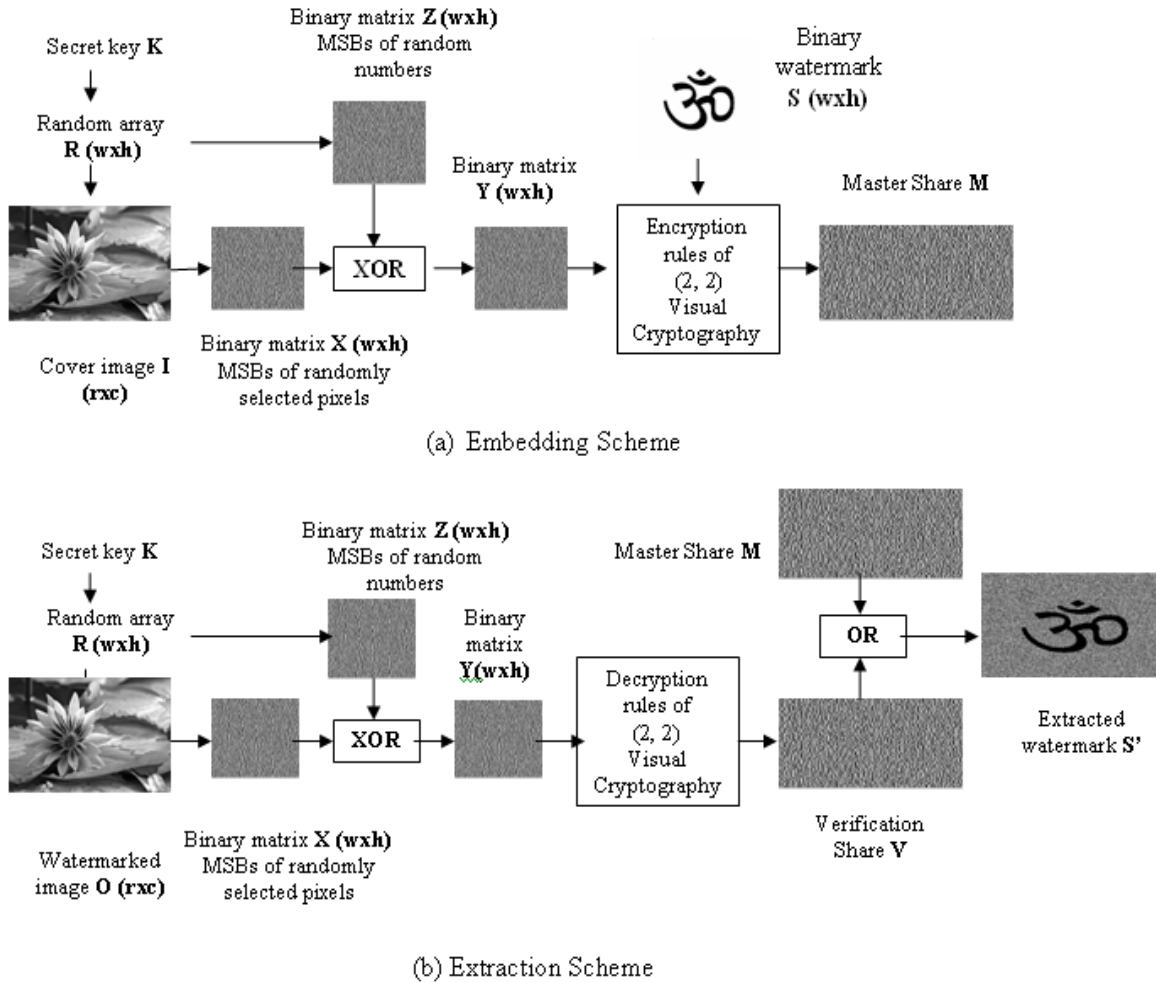 Secret key K
Random array
R (wxh)
Cover image I
(rxc)
Binary matrix Z (wxh)
MSBs of random
numbers
Binary matrix X (wxh)
MSBs of randomly
selected pixels
XOR
Binary matrix
Y (wxh)
Binary
watermark
S (wxh)
Encryption
rules of
(2, 2)
Visual
Cryptography
Master Share M
(a) Embedding Scheme
Secret key K
Random array
R (wxh)
Watermarked
image O (rxc)
Binary matrix Z (wxh)
MSBs of random
numbers
Binary matrix X (wxh)
MSBs of randomly
selected pixels
XOR
Binary
matrix
Y(wxh)
Decryption
rules of
(2, 2)
Visual
Cryptography
Master Share M
OR
Verification
Share V
Extracted
watermark S’
(b) Extraction Scheme
ॐ
ॐ